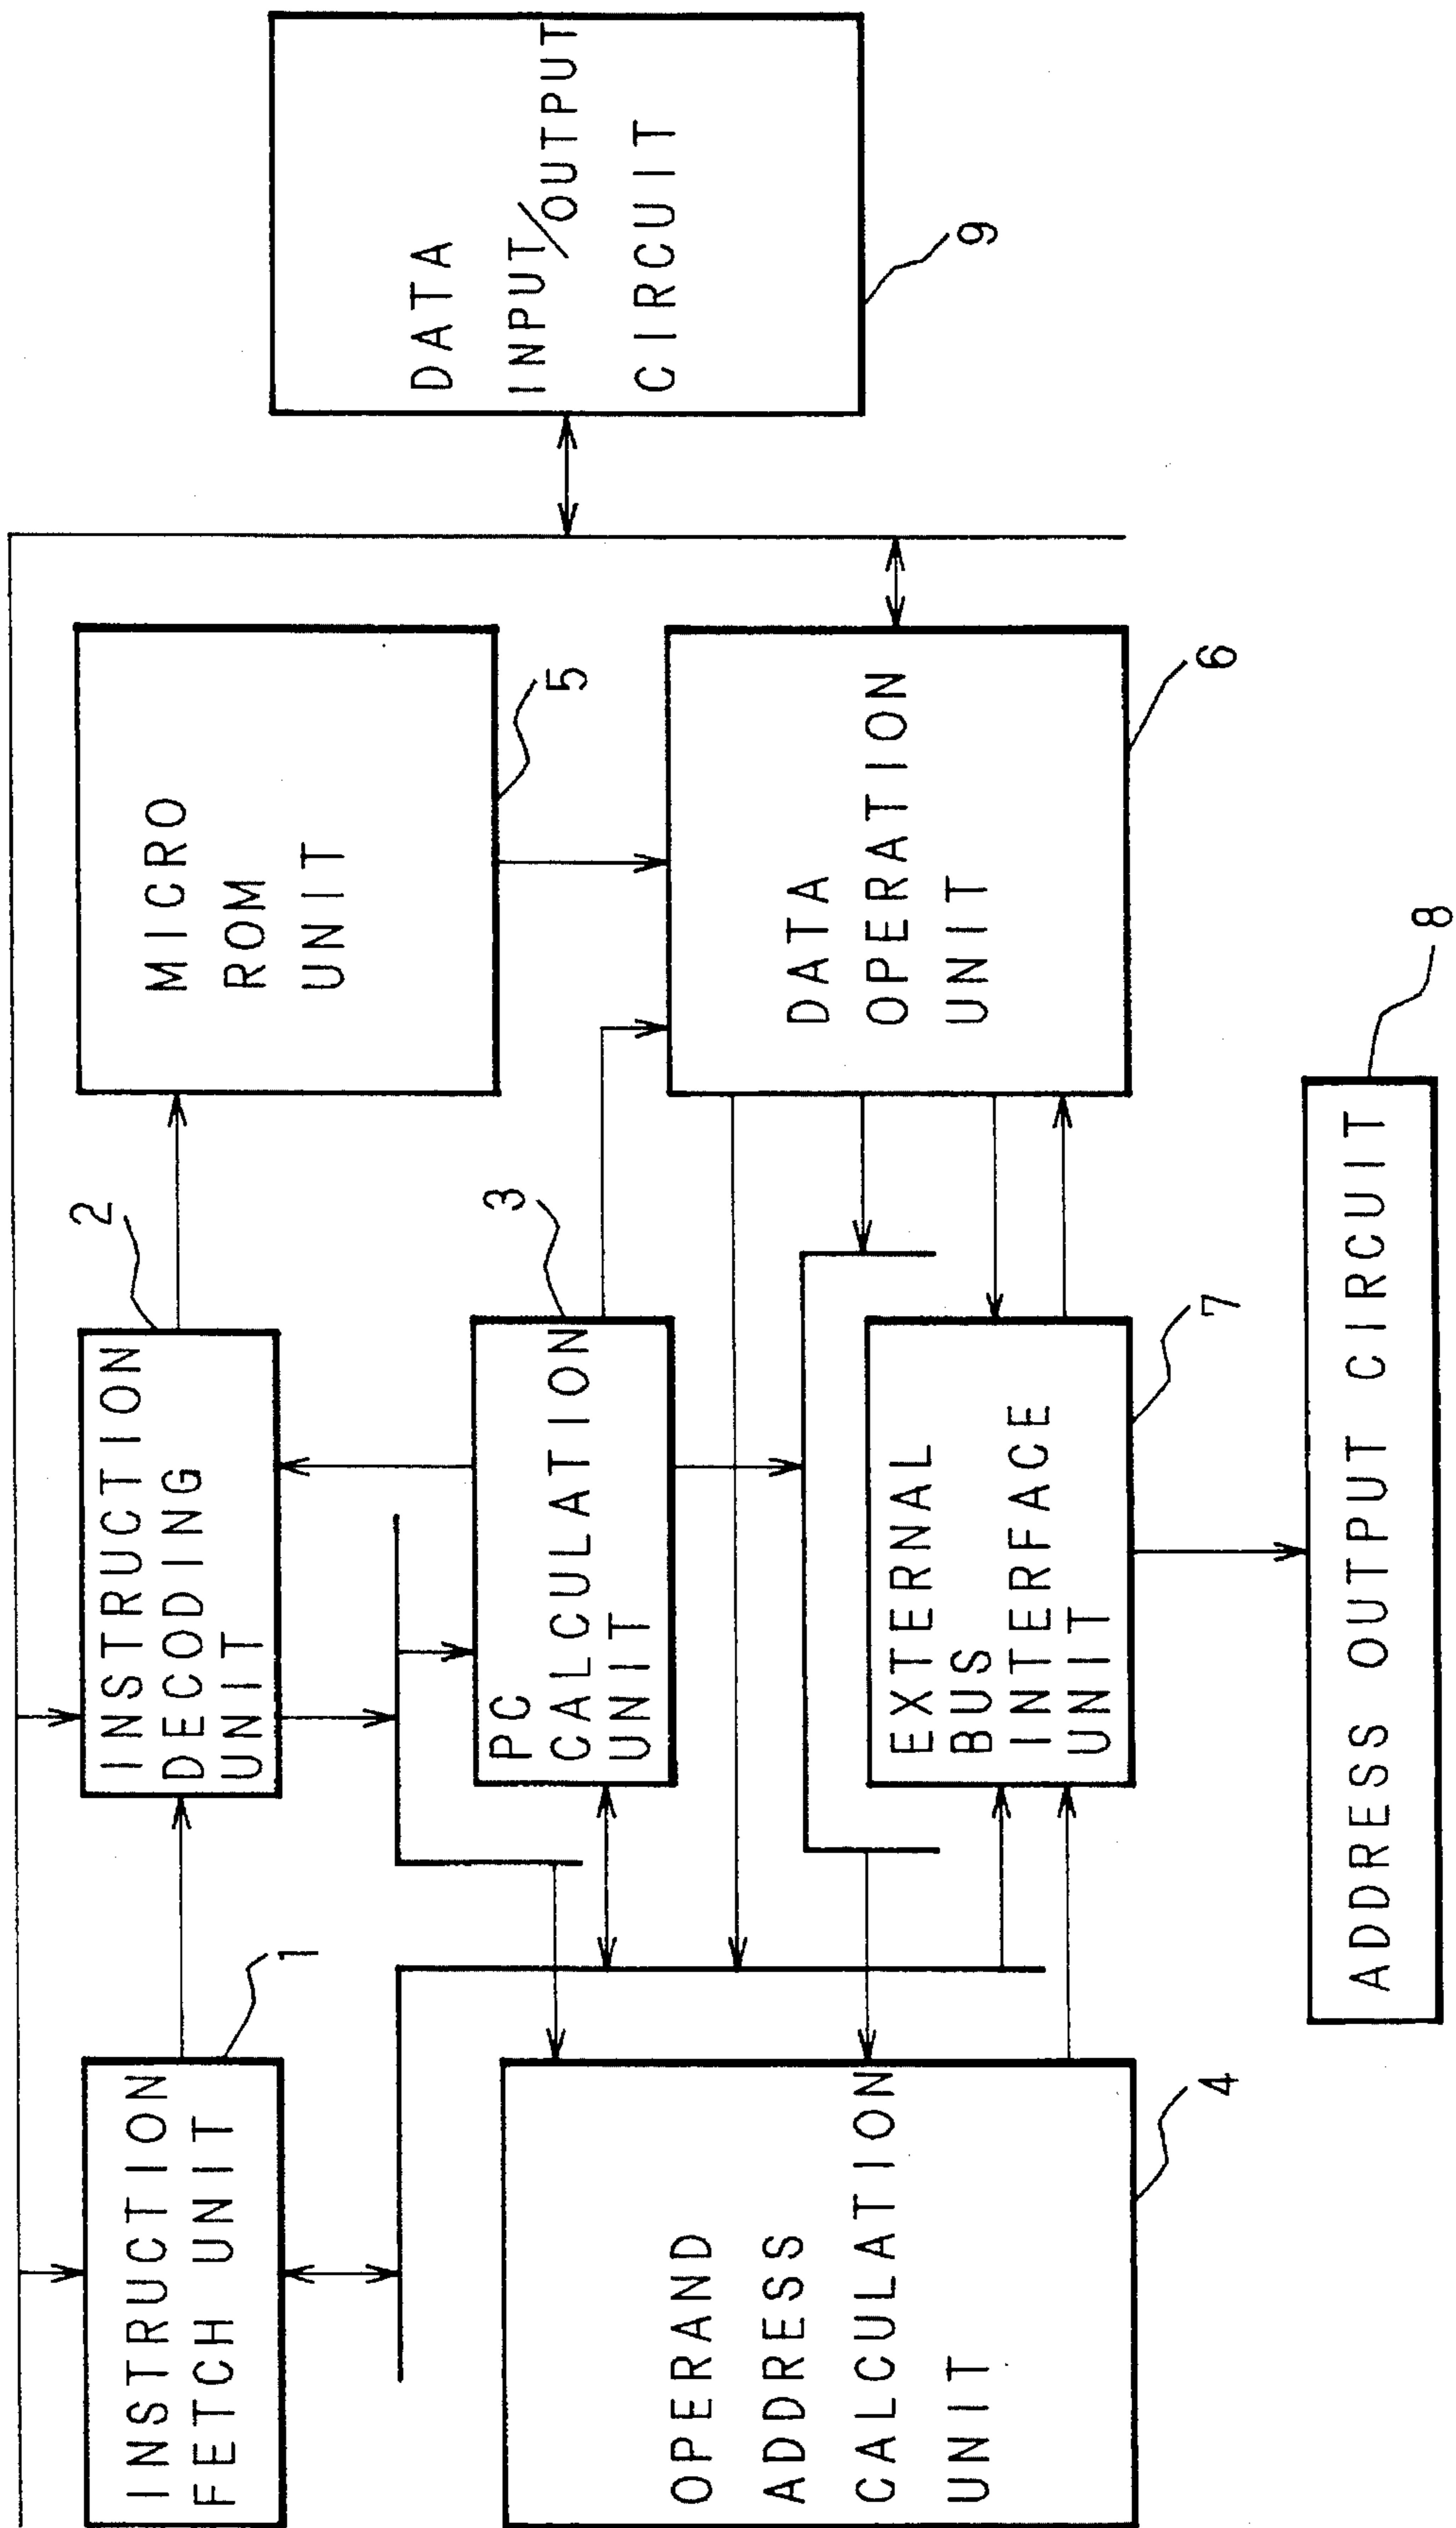 INSTRUCTION
FETCH UNIT
1
INSTRUCTION
DECODING
UNIT
2
MICRO
ROM
UNIT
5
DATA
INPUT/OUTPUT
CIRCUIT
9
PC
CALCULATION
UNIT
3
OPERAND
ADDRESS
CALCULATION
UNIT
4
EXTERNAL
BUS
INTERFACE
UNIT
7
DATA
OPERATION
UNIT
6
ADDRESS OUTPUT CIRCUIT
8